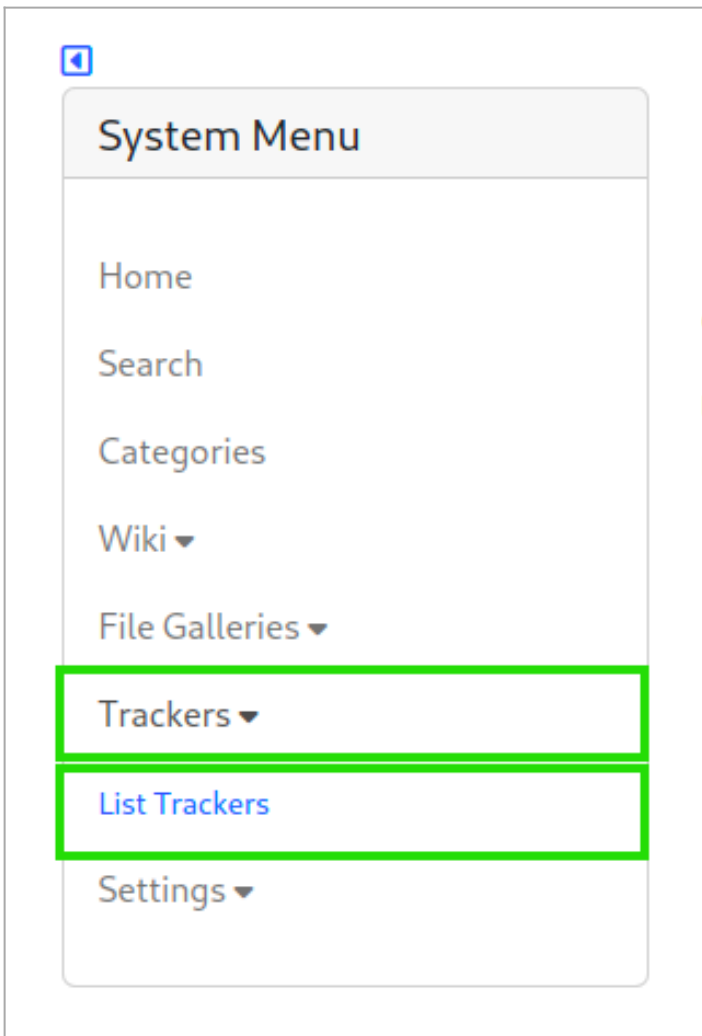 System Menu
Home
Search
Categories
Wiki
File Galleries
Trackers
List Trackers
Settings